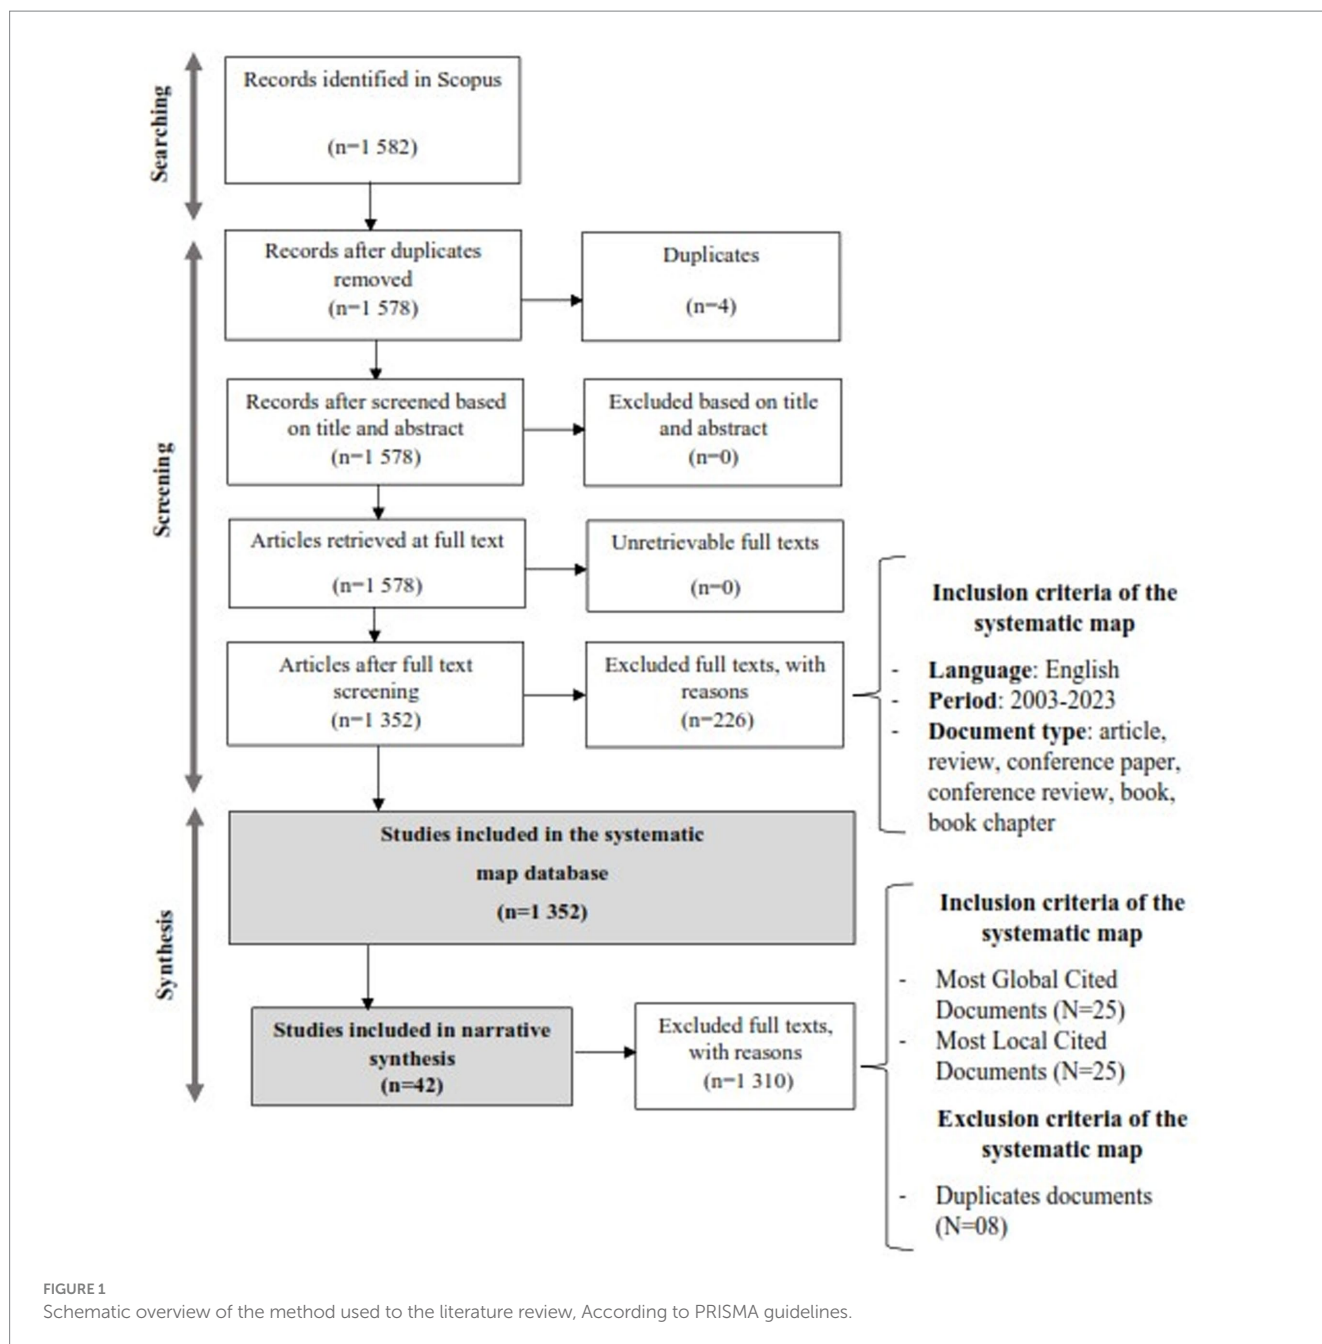 Searching
Records identified in Scopus
(n=1 582)
Screening
Records after duplicates
removed
(n=1 578)
Duplicates
(n=4)
Records after screened based
on title and abstract
(n=1 578)
Excluded based on title
and abstract
(n=0)
Articles retrieved at full text
(n=1 578)
Unretrievable full texts
(n=0)
Articles after full text
screening
(n=1 352)
Excluded full texts, with
reasons
(n=226)
Inclusion criteria of the
systematic map
- Language: English
- Period: 2003-2023
- Document type: article,
review, conference paper,
conference review, book,
book chapter
Synthesis
Studies included in the systematic
map database
(n=1 352)
Studies included in narrative
synthesis
(n=42)
Excluded full texts,
with reasons
(n=1 310)
Inclusion criteria of the
systematic map
- Most Global Cited
Documents (N=25)
- Most Local Cited
Documents (N=25)
Exclusion criteria of the
systematic map
- Duplicates documents
(N=08)
FIGURE 1
Schematic overview of the method used to the literature review, According to PRISMA guidelines.